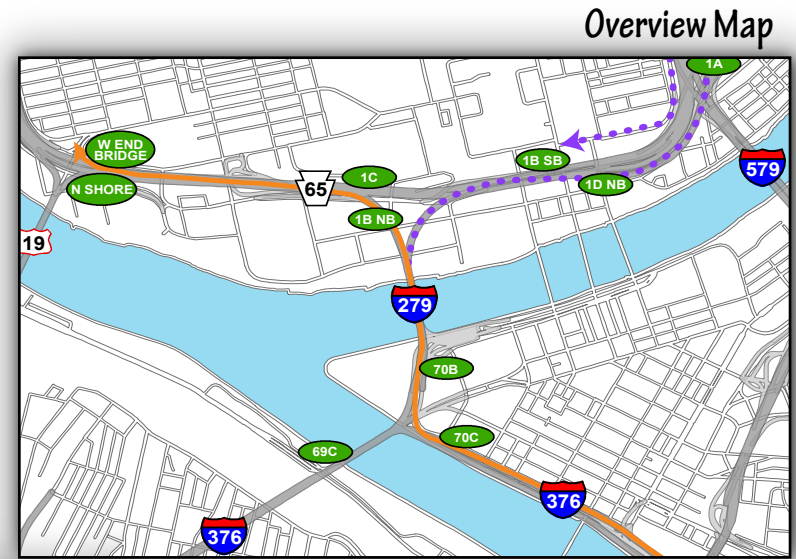 Overview Map
1A
W END
BRIDGE
1B SB
579
1C
N SHORE
65
1D NB
1B NB
19
279
70B
70C
69C
376
376